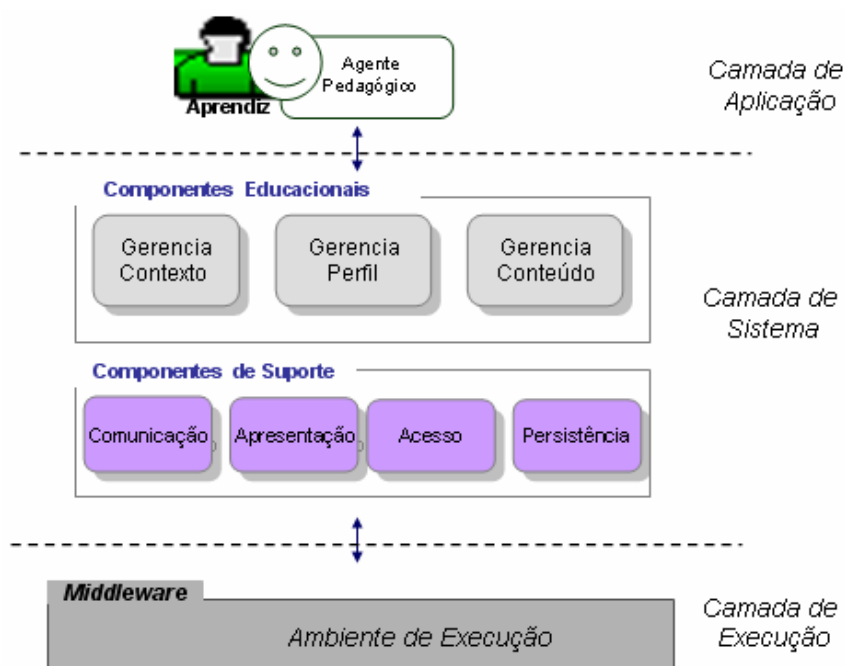 Agente
Pedagógico
Aprendiz
Camada de
Aplicação
Componentes Educacionais
Gerencia
Contexto
Gerencia
Perfil
Gerencia
Conteúdo
Camada de
Sistema
Componentes de Suporte
Comunicação
Apresentação
Acesso
Persistência
Middleware
Ambiente de Execução
Camada de
Execução